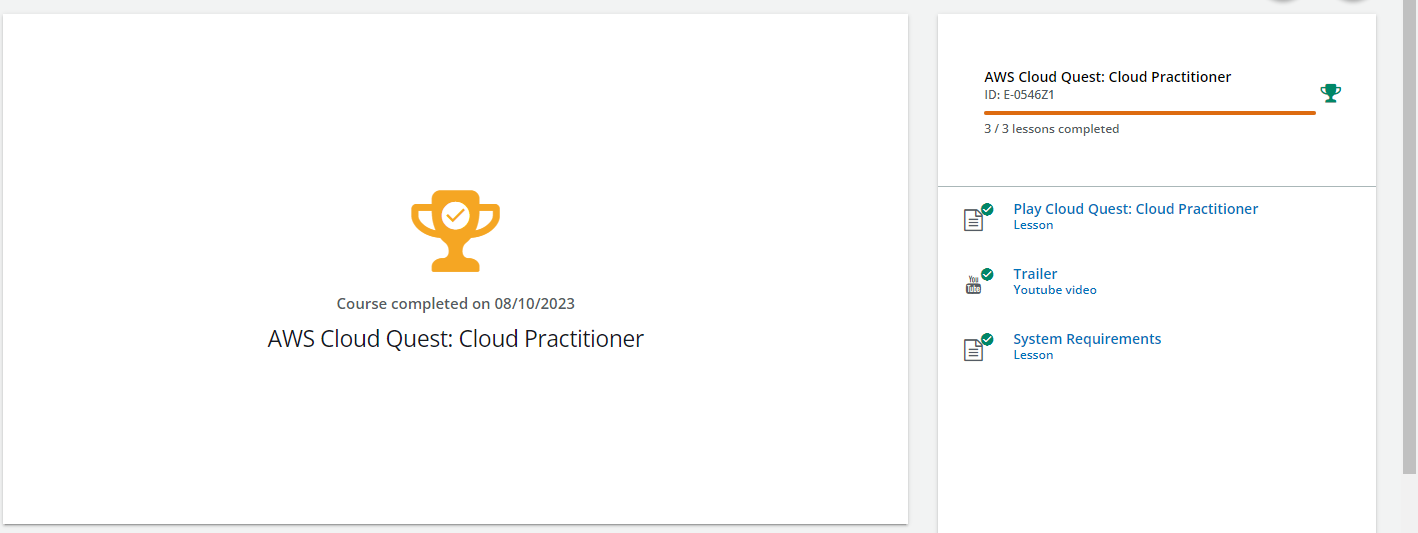 Course completed on 08/10/2023
AWS Cloud Quest: Cloud Practitioner
AWS Cloud Quest: Cloud Practitioner
ID: E-0546Z1
3 / 3 lessons completed
Play Cloud Quest: Cloud Practitioner
Lesson
You
Tube
Trailer
Youtube video
System Requirements
Lesson